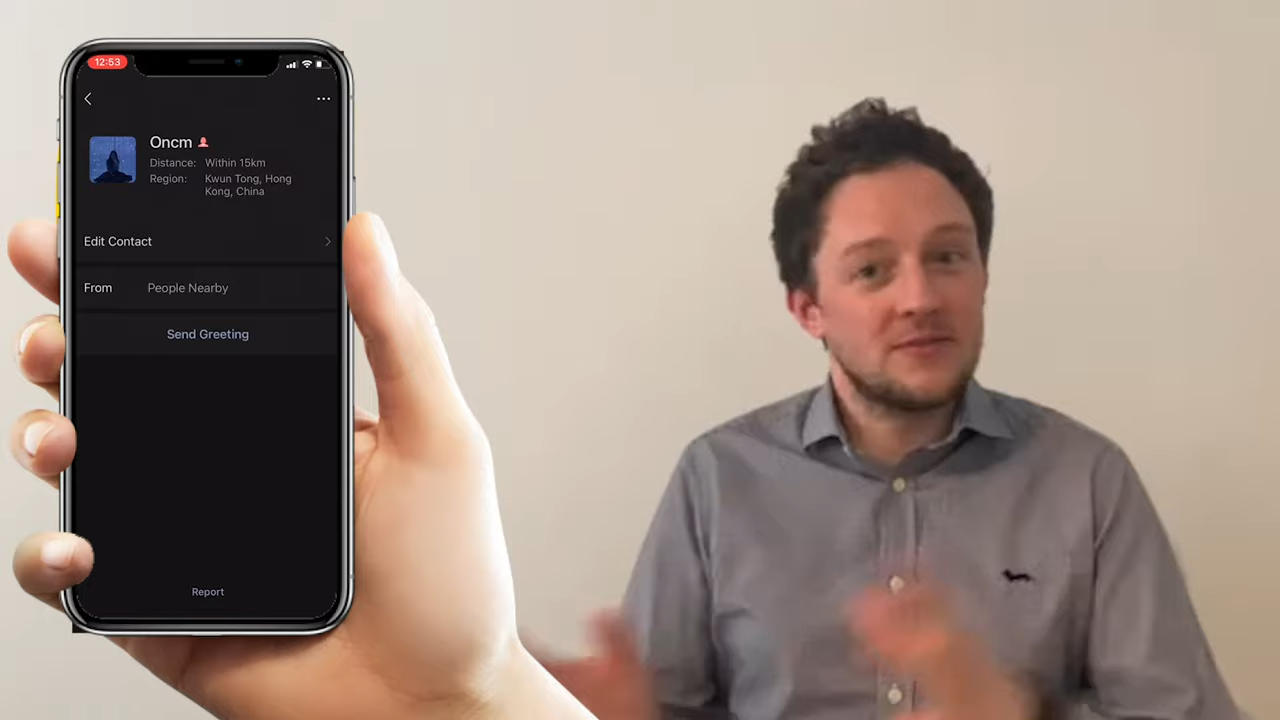 12:53
Oncm
Distance: Within 15km
Region: Kwun Tong, Hong
Kong, China
Edit Contact
From People Nearby
Send Greeting
Report